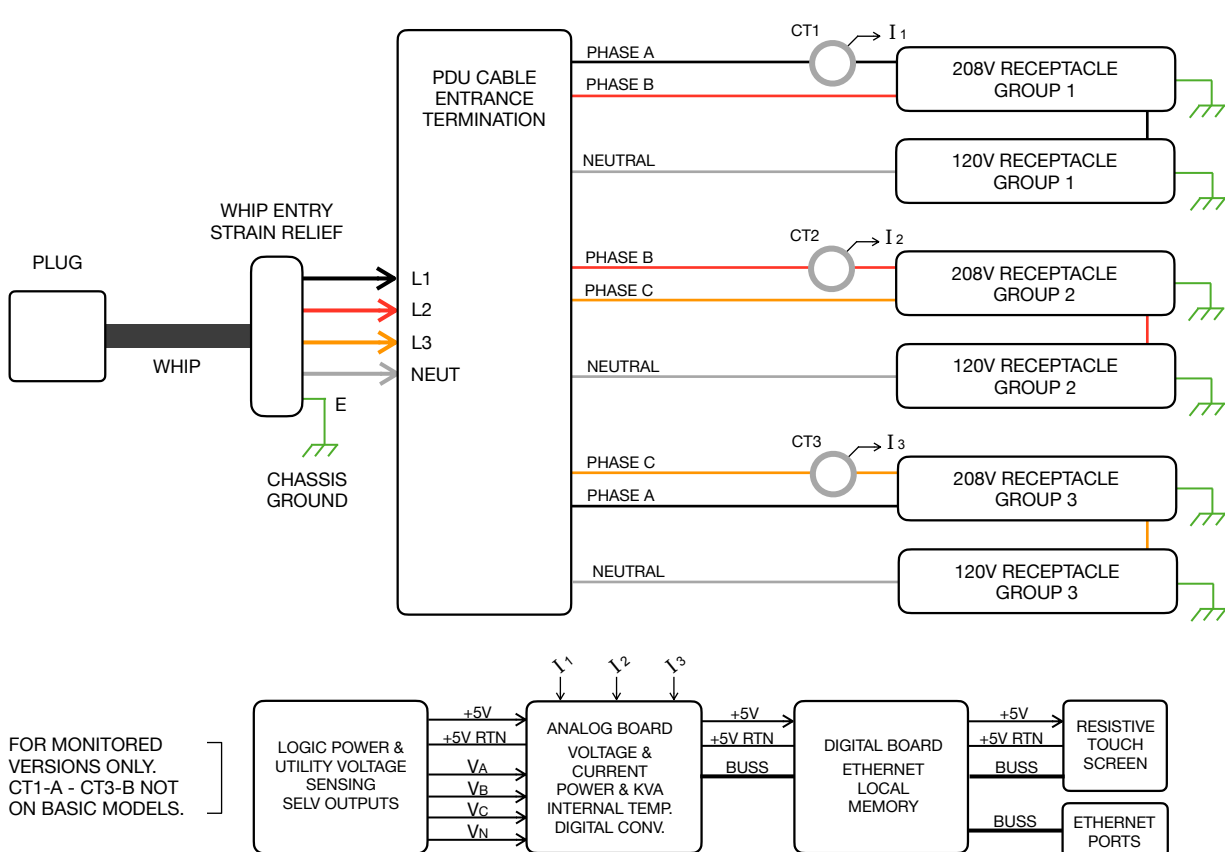 CT1
I1
PHASE A
PHASE B
PDU CABLE
ENTRANCE
TERMINATION
208V RECEPTACLE
GROUP 1
NEUTRAL
120V RECEPTACLE
GROUP 1
WHIP ENTRY
STRAIN RELIEF
PLUG
WHIP
L1
L2
L3
NEUT
E
CHASSIS
GROUND
CT2
I2
PHASE B
PHASE C
208V RECEPTACLE
GROUP 2
NEUTRAL
120V RECEPTACLE
GROUP 2
CT3
I3
PHASE C
PHASE A
208V RECEPTACLE
GROUP 3
NEUTRAL
120V RECEPTACLE
GROUP 3
I1
I2
I3
FOR MONITORED
VERSIONS ONLY.
CT1-A - CT3-B NOT
ON BASIC MODELS.
LOGIC POWER &
UTILITY VOLTAGE
SENSING
SELV OUTPUTS
+5V
+5V RTN
VA
VB
VC
VN
ANALOG BOARD
VOLTAGE &
CURRENT
POWER & KVA
INTERNAL TEMP.
DIGITAL CONV.
+5V
+5V RTN
BUSS
DIGITAL BOARD
ETHERNET
LOCAL
MEMORY
+5V
+5V RTN
BUSS
BUSS
RESISTIVE
TOUCH
SCREEN
ETHERNET
PORTS